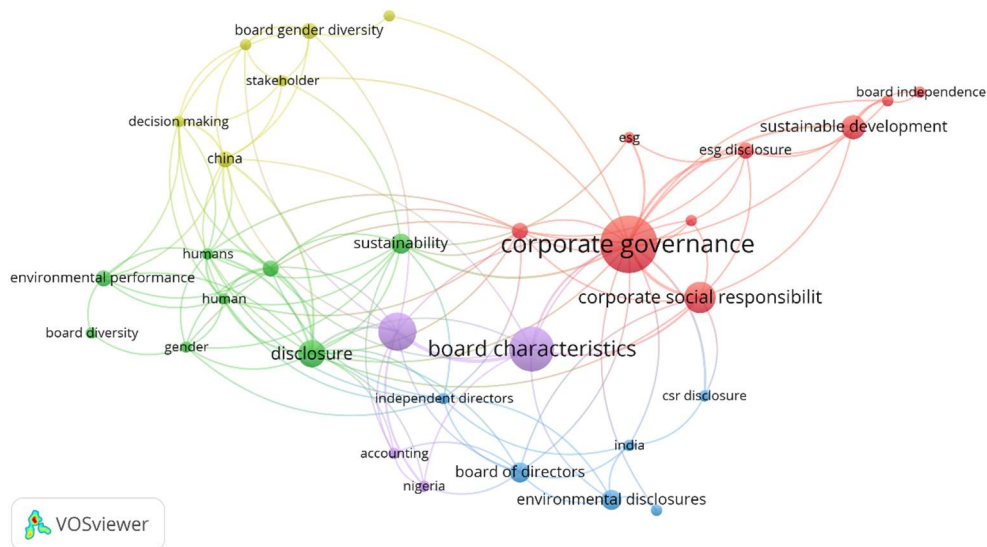 board gender diversity
stakeholder
board independence
decision making
sustainable development
esg
esg disclosure
china
sustainability
corporate governance
humans
environmental performance
human
corporate social responsibilit
board diversity
gender
disclosure
board characteristics
independent directors
csr disclosure
india
accounting
board of directors
nigeria
environmental disclosures
VOSviewer